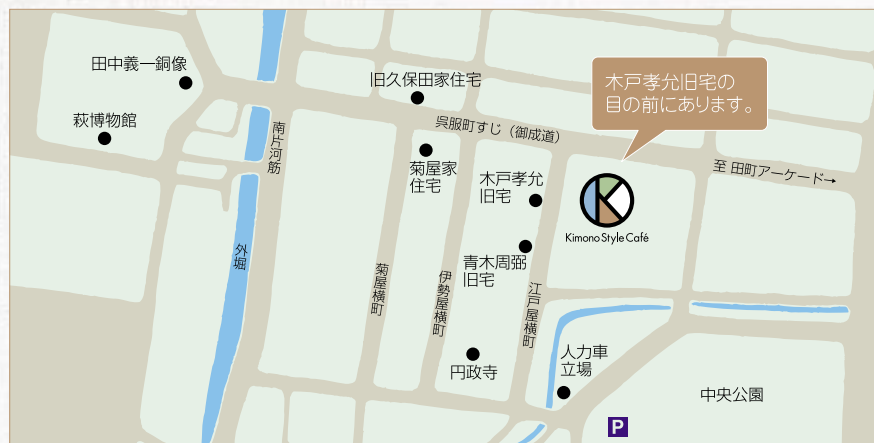 田中義一銅像
萩博物館
南片河筋
外堀
旧久保田家住宅
呉服町すじ（御成道）
菊屋家
住宅
木戸孝允
旧宅
木戸孝允旧宅の
目の前にあります。
Kimono Style Café
至 田町アーケード→
青木周弼
旧宅
菊屋横町
伊勢屋横町
江戸屋横町
円政寺
人力車
立場
中央公園
P